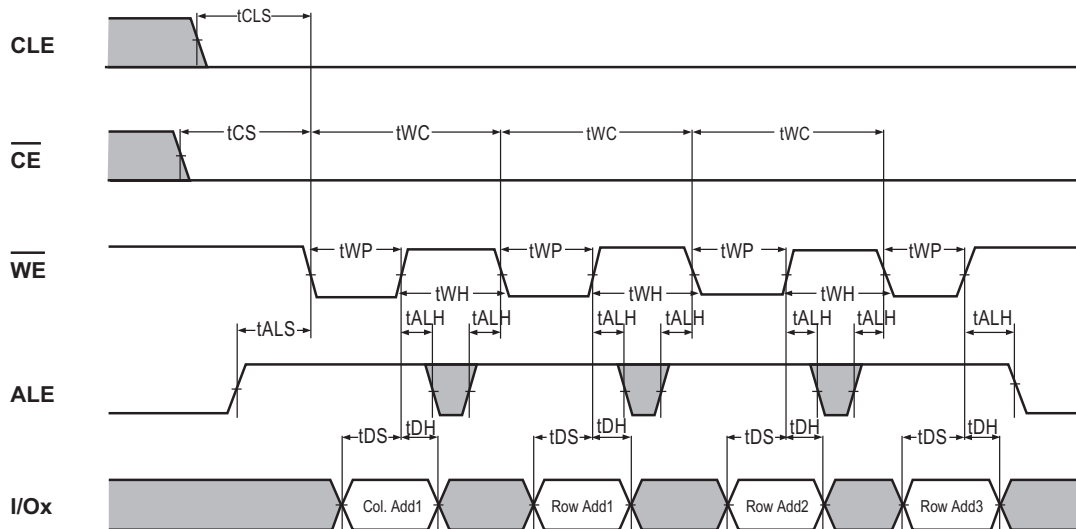 tCLS
CLE
tCS tWC tWC tWC
CE
tWP tWP tWP tWP
WE
tWH tWH tWH
tALS tALH tALH tALH tALH tALH tALH tALH
ALE
tDS tDH tDS tDH tDS tDH tDS tDH
I/Ox Col. Add1 Row Add1 Row Add2 Row Add3